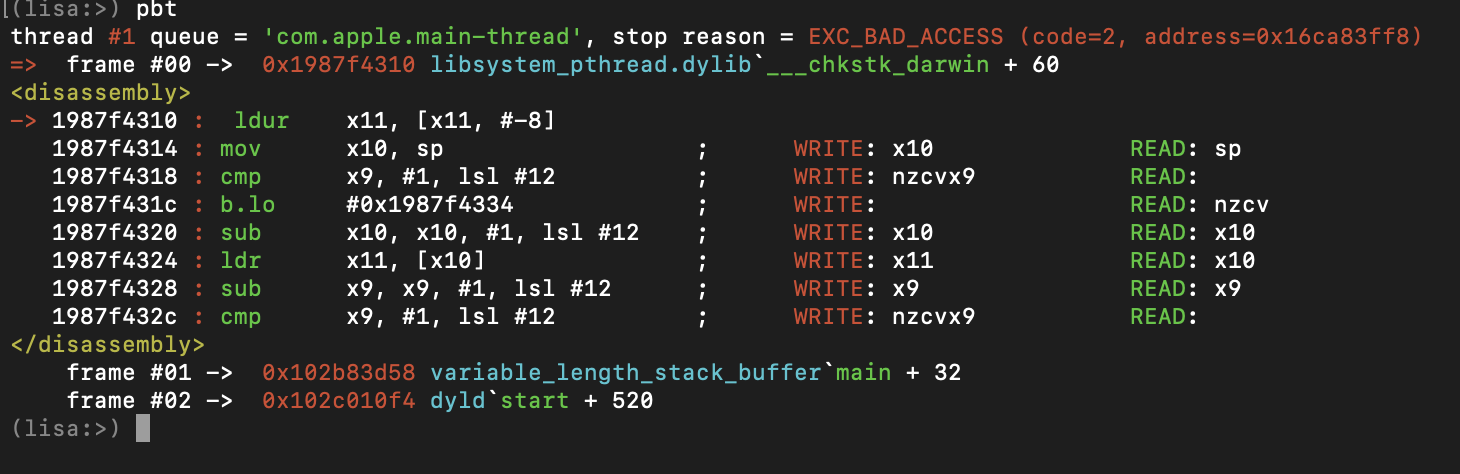 [(lisa:>) pbt
thread #1 queue = 'com.apple.main-thread', stop reason = EXC_BAD_ACCESS (code=2, address=0x16ca83ff8)
=>  frame #00 ->  0x1987f4310 libsystem_pthread.dylib`___chkstk_darwin + 60
<disassembly>
-> 1987f4310 :  ldur    x11, [x11, #-8]
1987f4314 : mov     x10, sp                ;      WRITE: x10              READ: sp
1987f4318 : cmp     x9, #1, lsl #12        ;      WRITE: nzcvx9           READ:
1987f431c : b.lo    #0x1987f4334           ;      WRITE:                  READ: nzcv
1987f4320 : sub     x10, x10, #1, lsl #12  ;      WRITE: x10              READ: x10
1987f4324 : ldr     x11, [x10]             ;      WRITE: x11              READ: x10
1987f4328 : sub     x9, x9, #1, lsl #12    ;      WRITE: x9               READ: x9
1987f432c : cmp     x9, #1, lsl #12        ;      WRITE: nzcvx9           READ:
</disassembly>
frame #01 ->  0x102b83d58 variable_length_stack_buffer`main + 32
frame #02 ->  0x102c010f4 dyld`start + 520
(lisa:>)